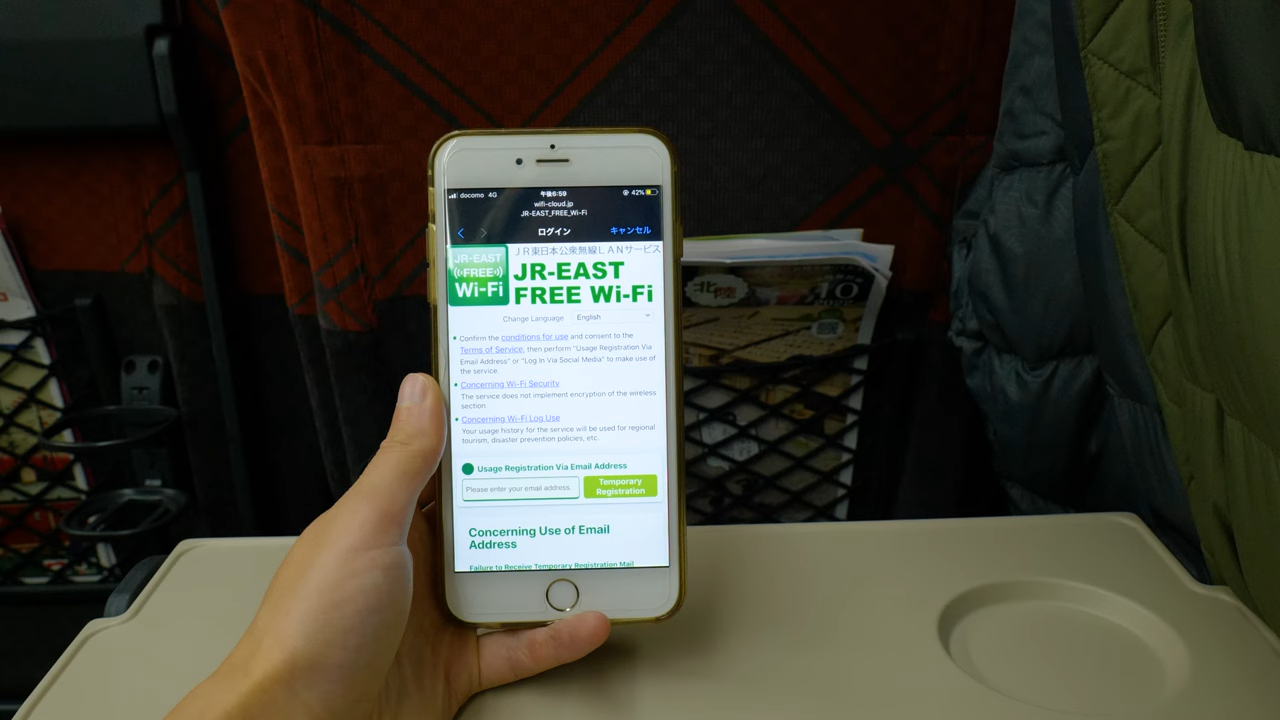 docomo 4G 午後6:59 42%
wifi-cloud.jp
JR-EAST_FREE_Wi-Fi
ログイン キャンセル
JR-EAST
FREE
Wi-Fi
JR東日本公衆無線LANサービス
JR-EAST
FREE Wi-Fi
Change Language English
Confirm the conditions for use and consent to the
Terms of Service, then perform "Usage Registration Via
Email Address" or "Log In Via Social Media" to make use of
the service.
Concerning Wi-Fi Security
The service does not implement encryption of the wireless
section.
Concerning Wi-Fi Log Use
Your usage history for the service will be used for regional
tourism, disaster prevention policies, etc.
Usage Registration Via Email Address
Please enter your email address.
Temporary
Registration
Concerning Use of Email
Address
Failure to Receive Temporary Registration Mail
北陸
10
2022